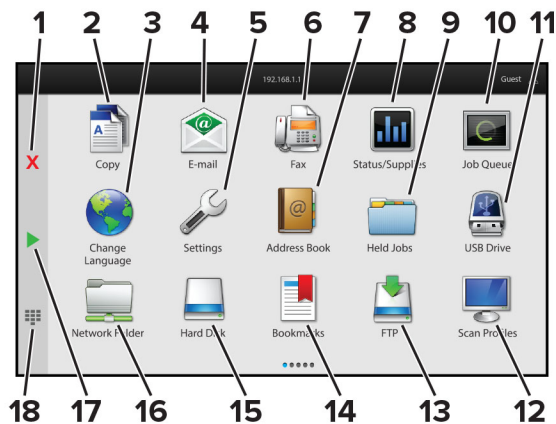 1 2 3 4 5 6 7 8 9 10 11
192.168.1.1 Guest
Copy E-mail Fax Status/Supplies Job Queue
X
Change Language Settings Address Book Held Jobs USB Drive
Network Folder Hard Disk Bookmarks FTP Scan Profiles
18 17 16 15 14 13 12